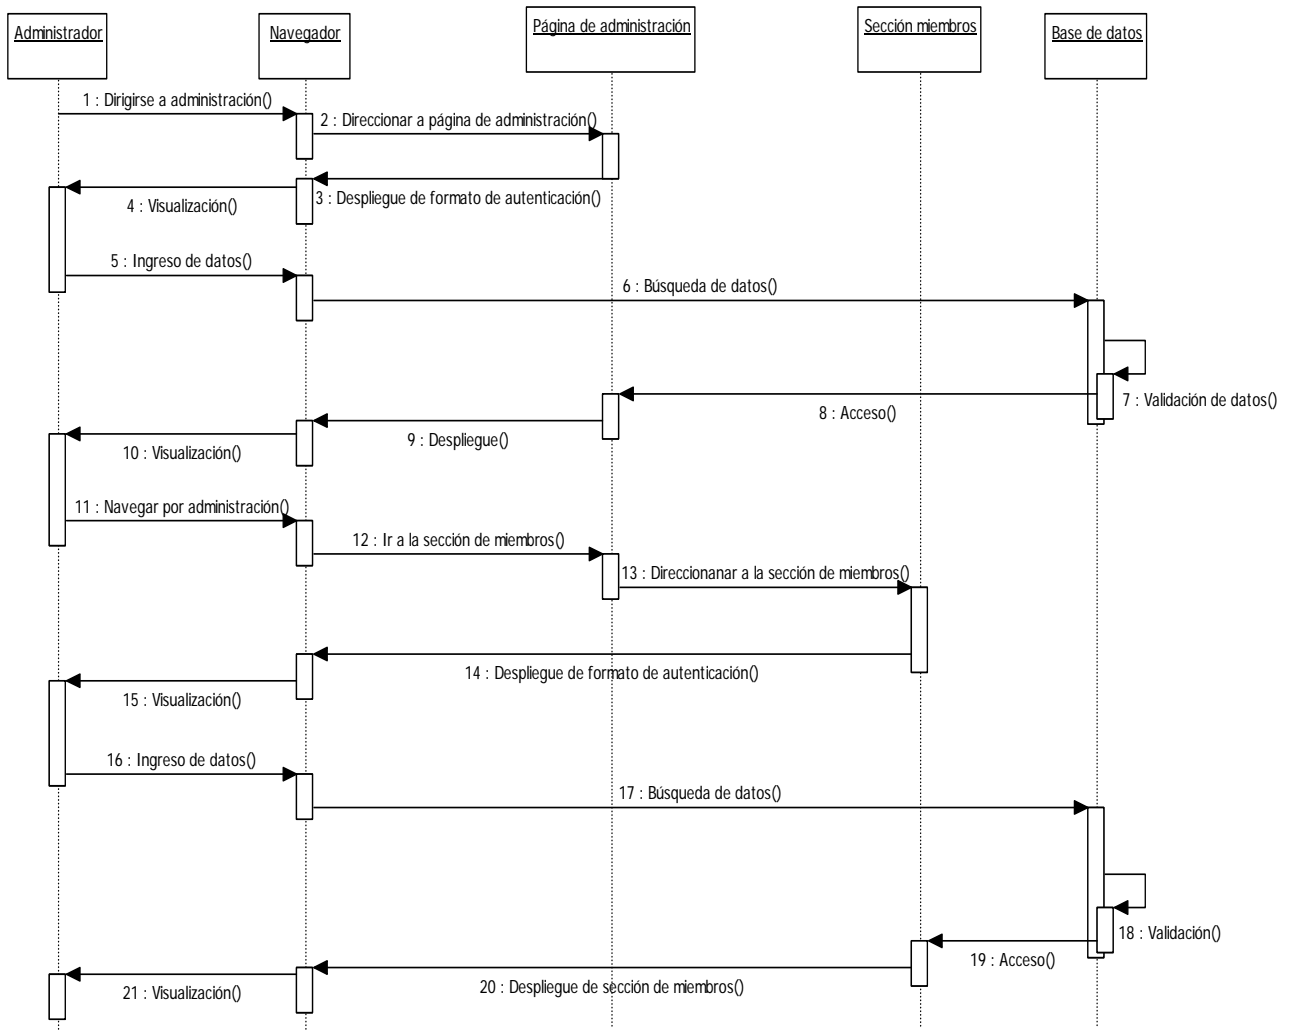 Administrador
Navegador
Página de administración
Sección miembros
Base de datos
1 : Dirigirse a administración()
2 : Direccionar a página de administración()
3 : Despliegue de formato de autenticación()
4 : Visualización()
5 : Ingreso de datos()
6 : Búsqueda de datos()
7 : Validación de datos()
8 : Acceso()
9 : Despliegue()
10 : Visualización()
11 : Navegar por administración()
12 : Ir a la sección de miembros()
13 : Direccionanar a la sección de miembros()
14 : Despliegue de formato de autenticación()
15 : Visualización()
16 : Ingreso de datos()
17 : Búsqueda de datos()
18 : Validación()
19 : Acceso()
20 : Despliegue de sección de miembros()
21 : Visualización()